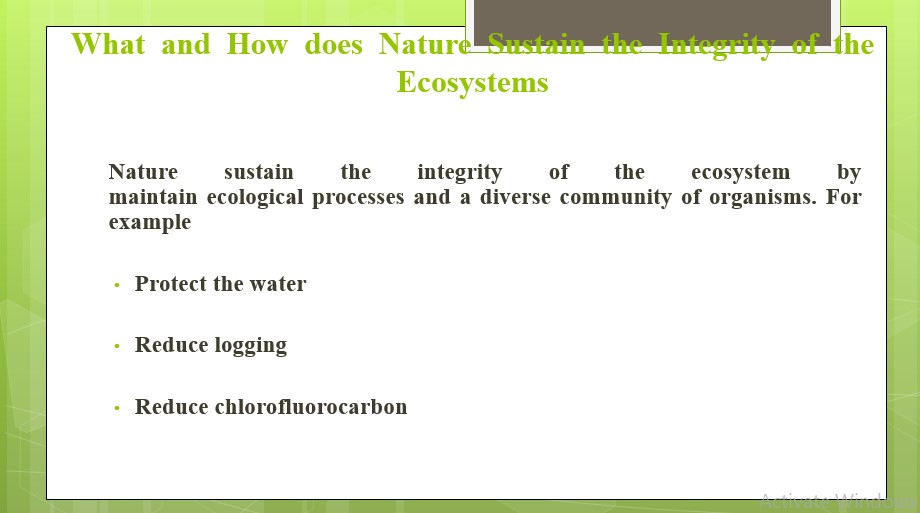 What and How does Nature Sustain the Integrity of the
Ecosystems
Nature sustain the integrity of the ecosystem by
maintain ecological processes and a diverse community of organisms. For
example
• Protect the water
• Reduce logging
• Reduce chlorofluorocarbon
Activate Windows